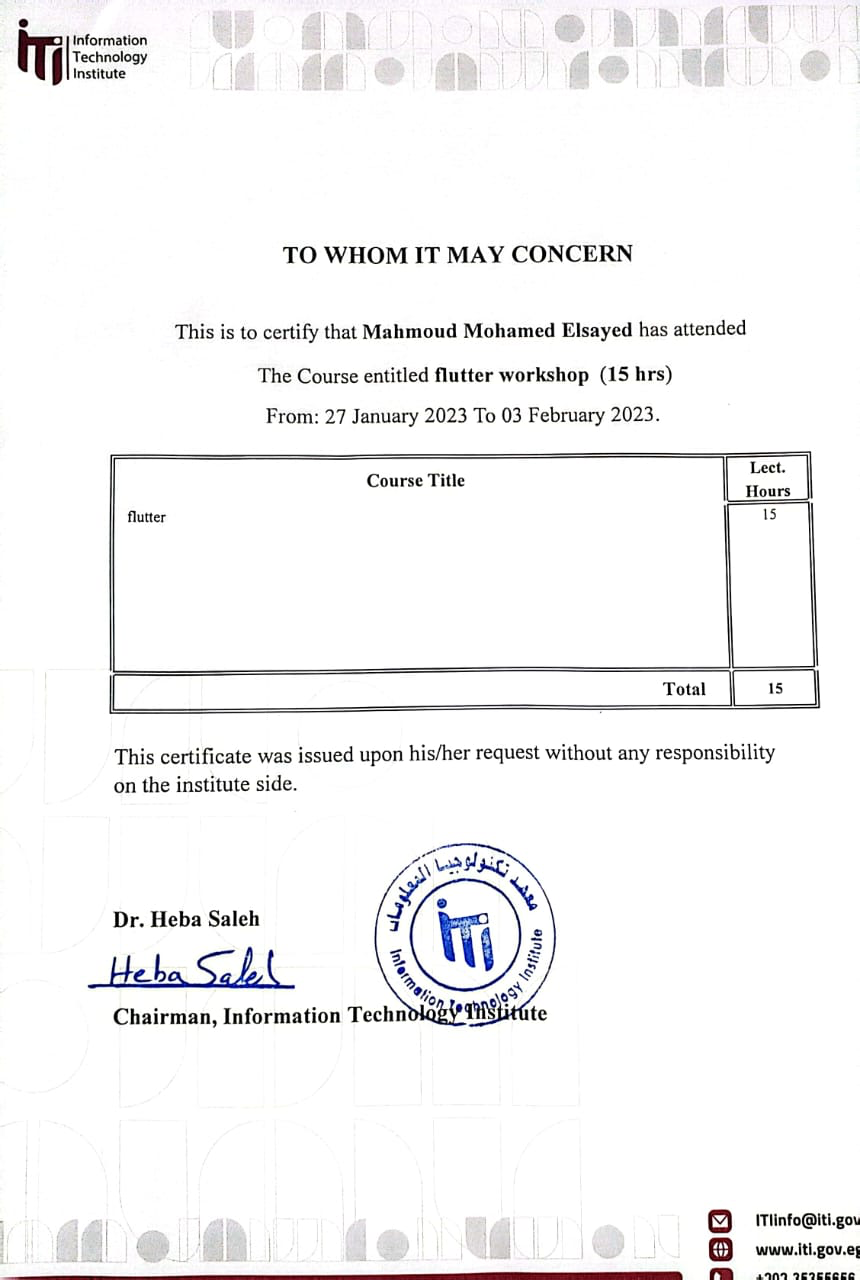 iTi Information
Technology
Institute
TO WHOM IT MAY CONCERN
This is to certify that Mahmoud Mohamed Elsayed has attended
The Course entitled flutter workshop (15 hrs)
From: 27 January 2023 To 03 February 2023.
Course Title
Lect.
Hours
flutter
15
Total
15
This certificate was issued upon his/her request without any responsibility
on the institute side.
معهد تكنولوجيا المعلومات
iTi
Information Technology Institute
Dr. Heba Saleh
Heba Saleh
Chairman, Information Technology Institute
ITIinfo@iti.gov
www.iti.gov.eg